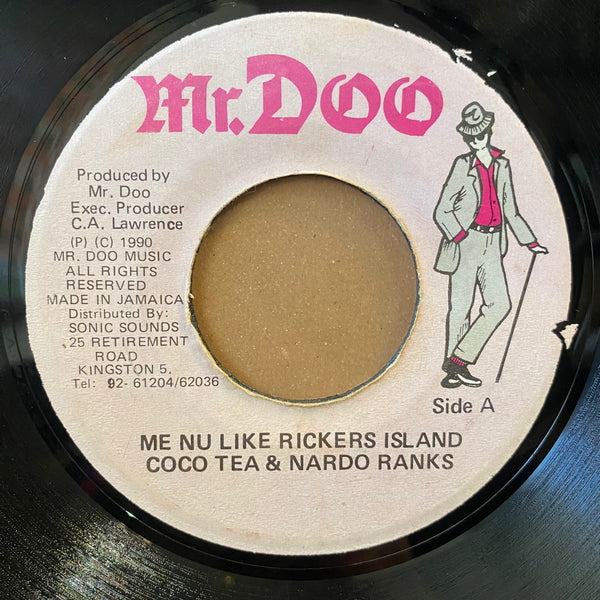 Mr. Doo
Produced by
Mr. Doo
Exec. Producer
C.A. Lawrence
(P) (C) 1990
MR. DOO MUSIC
ALL RIGHTS
RESERVED
MADE IN JAMAICA
Distributed By:
SONIC SOUNDS
25 RETIREMENT
ROAD
KINGSTON 5.
Tel: 92- 61204/62036
Side A
ME NU LIKE RICKERS ISLAND
COCO TEA & NARDO RANKS